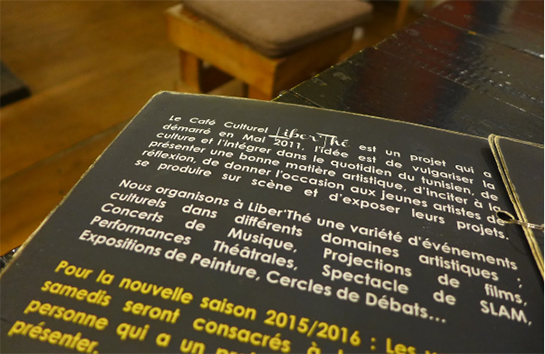 Le Café Culturel Liber'Thé est un projet qui a
démarré en Mai 2011, l'idée est de vulgariser la
culture et l'intégrer dans le quotidien du tunisien, de
présenter une bonne matière artistique, d'inciter à la
réflexion, de donner l'occasion aux jeunes artistes de
se produire sur scène et d'exposer leurs projets.
Nous organisons à Liber'Thé une variété d'événements
culturels dans différents domaines artistiques ;
Concerts de Musique, Projections de films,
Performances Théâtrales, Spectacle de SLAM,
Expositions de Peinture, Cercles de Débats...
Pour la nouvelle saison 2015/2016 : Les
samedis seront consacrés à
personne qui a un
présenter.